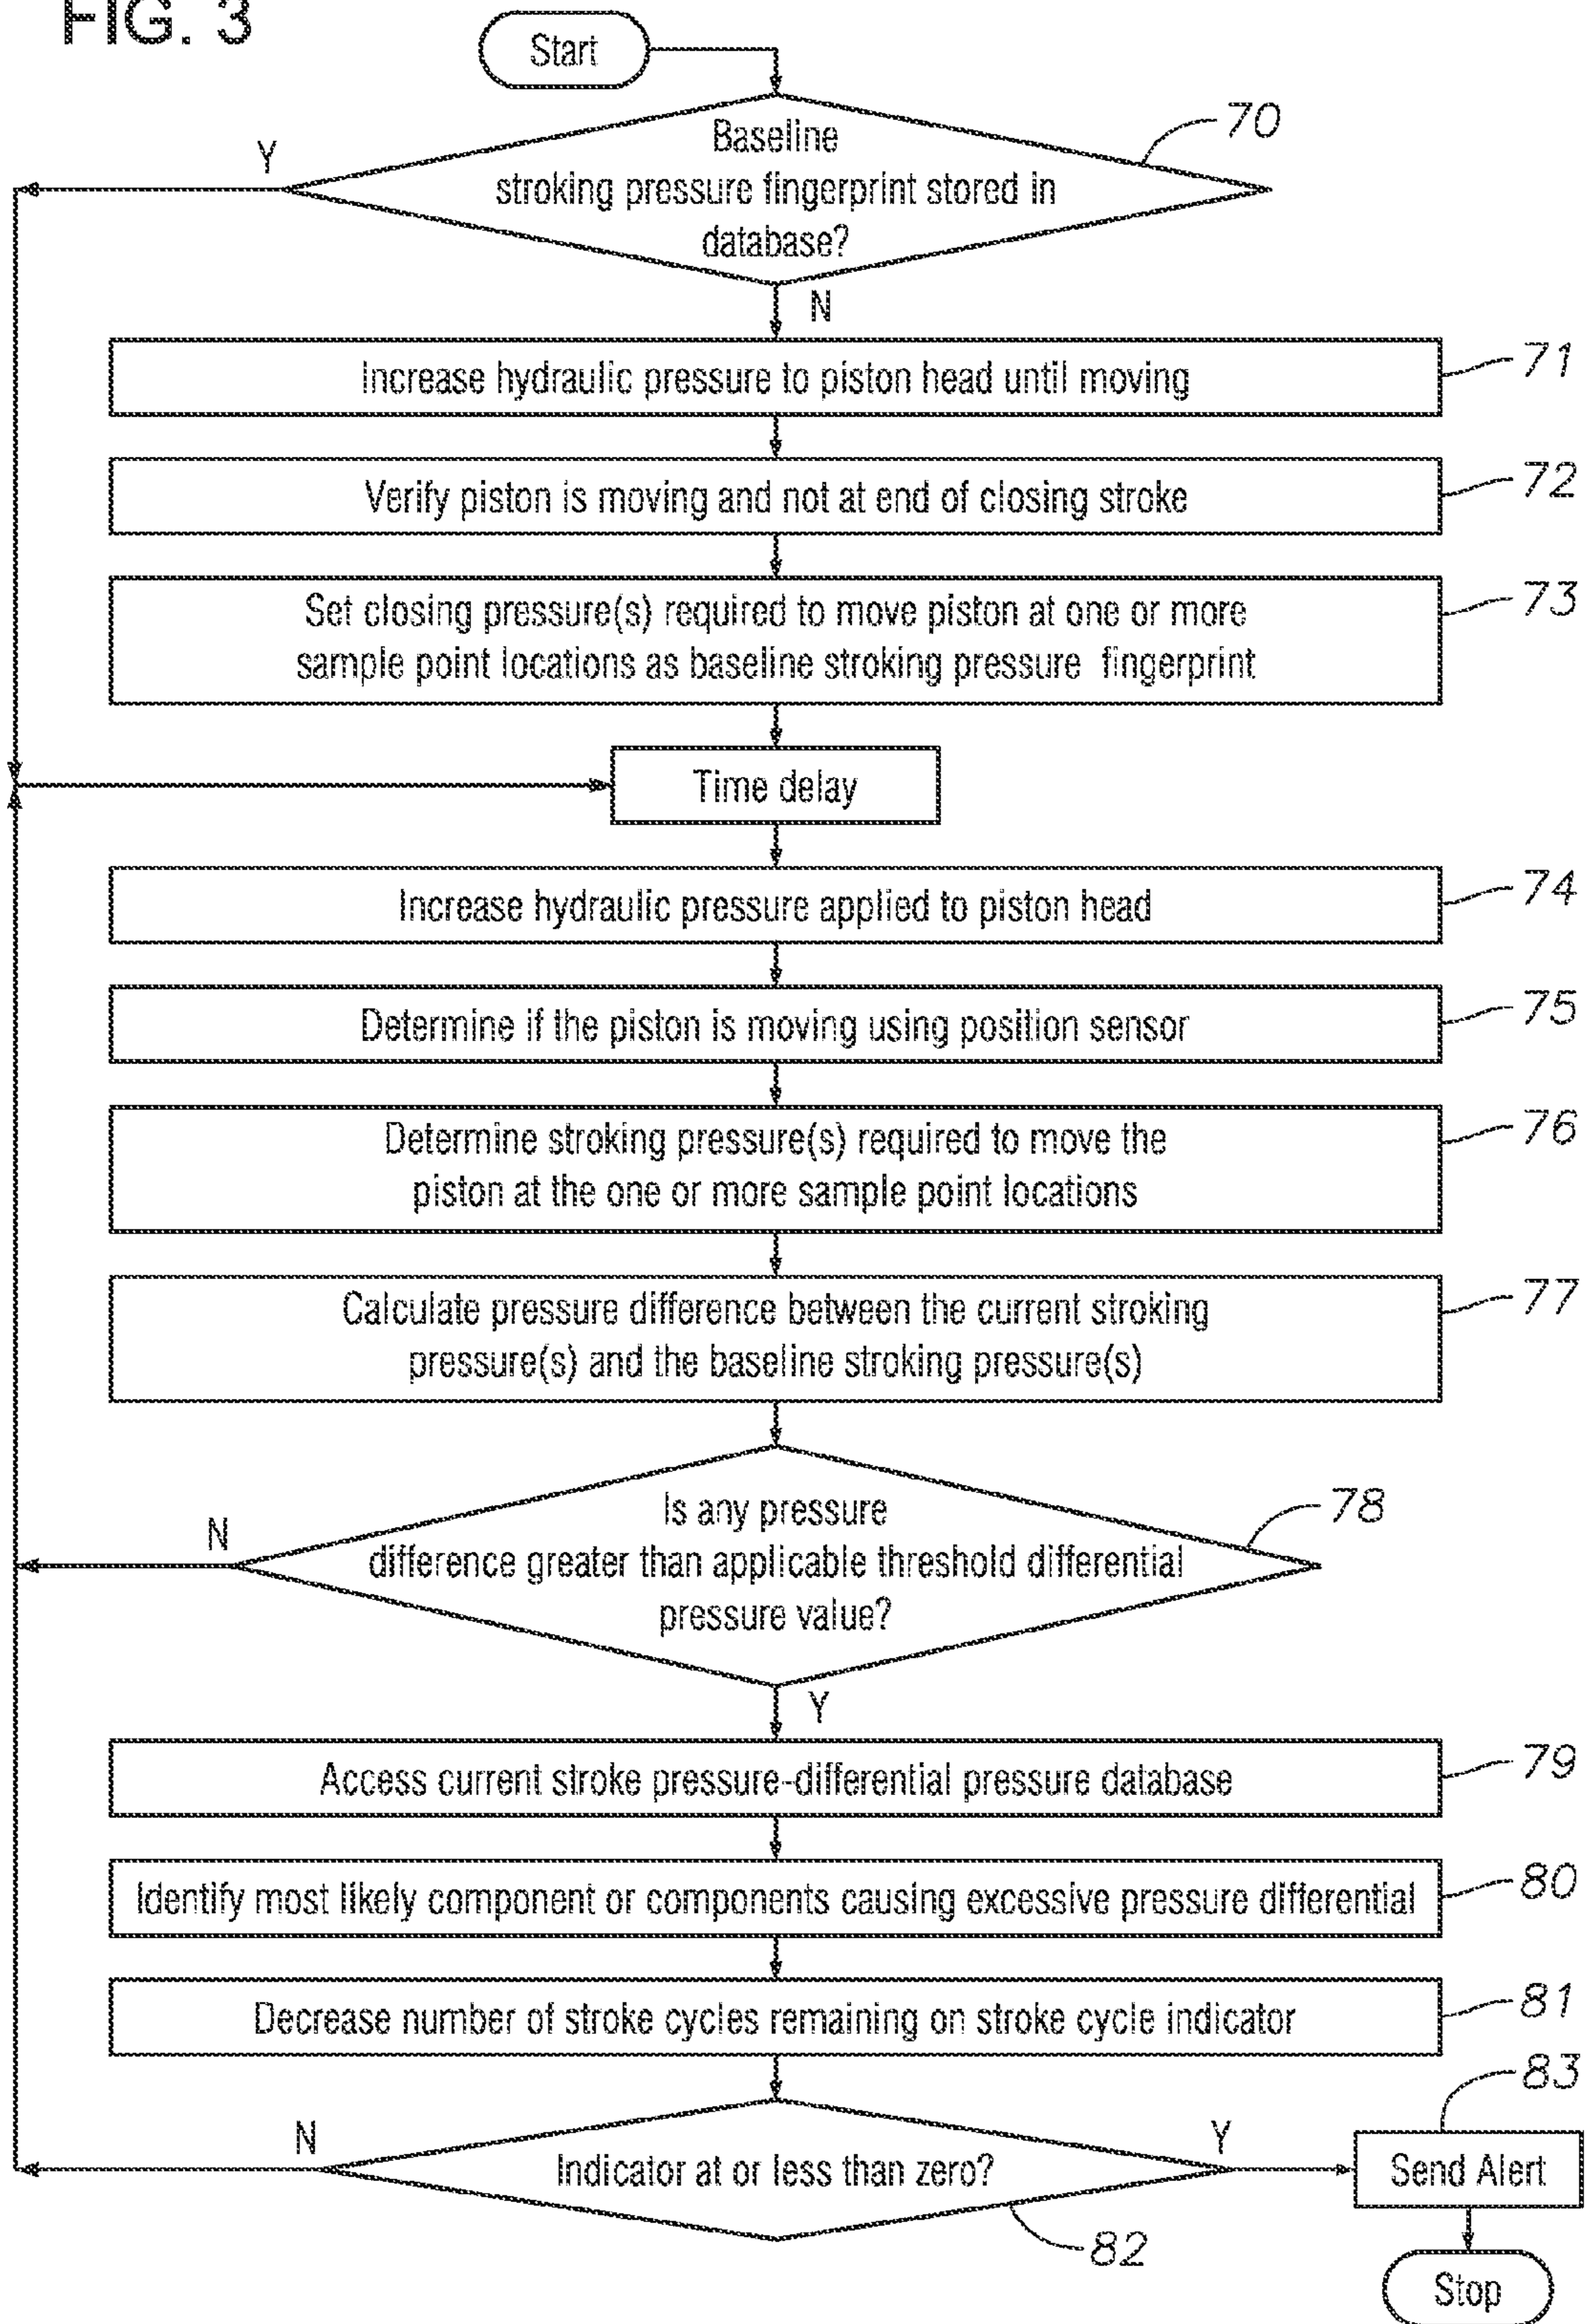 FIG. 3
Start
70
Baseline
stroking pressure fingerprint stored in
database?
Y
N
Increase hydraulic pressure to piston head until moving
71
Verify piston is moving and not at end of closing stroke
72
Set closing pressure(s) required to move piston at one or more
sample point locations as baseline stroking pressure fingerprint
73
Time delay
Increase hydraulic pressure applied to piston head
74
Determine if the piston is moving using position sensor
75
Determine stroking pressure(s) required to move the
piston at the one or more sample point locations
76
Calculate pressure difference between the current stroking
pressure(s) and the baseline stroking pressure(s)
77
Is any pressure
difference greater than applicable threshold differential
pressure value?
78
N
Y
Access current stroke pressure-differential pressure database
79
Identify most likely component or components causing excessive pressure differential
80
Decrease number of stroke cycles remaining on stroke cycle indicator
81
83
N
Indicator at or less than zero?
Y
Send Alert
82
Stop